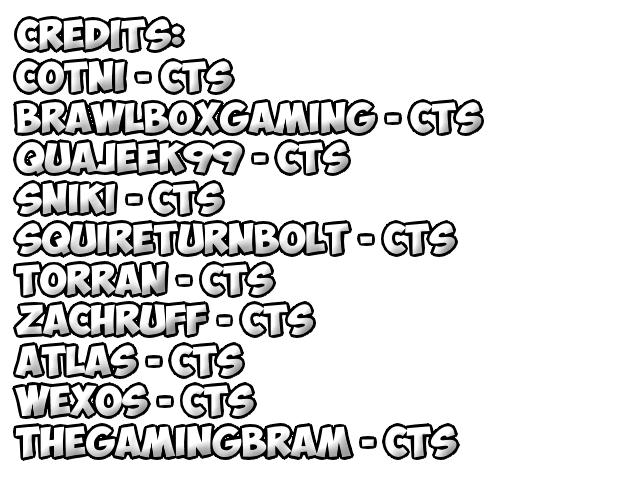 CREDITS:
COTNI - CTS
BRAWLBOXGAMING - CTS
QUAJEEK99 - CTS
SNIKI - CTS
SQUIRETURNBOLT - CTS
TORRAN - CTS
ZACHRUFF - CTS
ATLAS - CTS
WEXOS - CTS
THEGAMINGBRAM - CTS